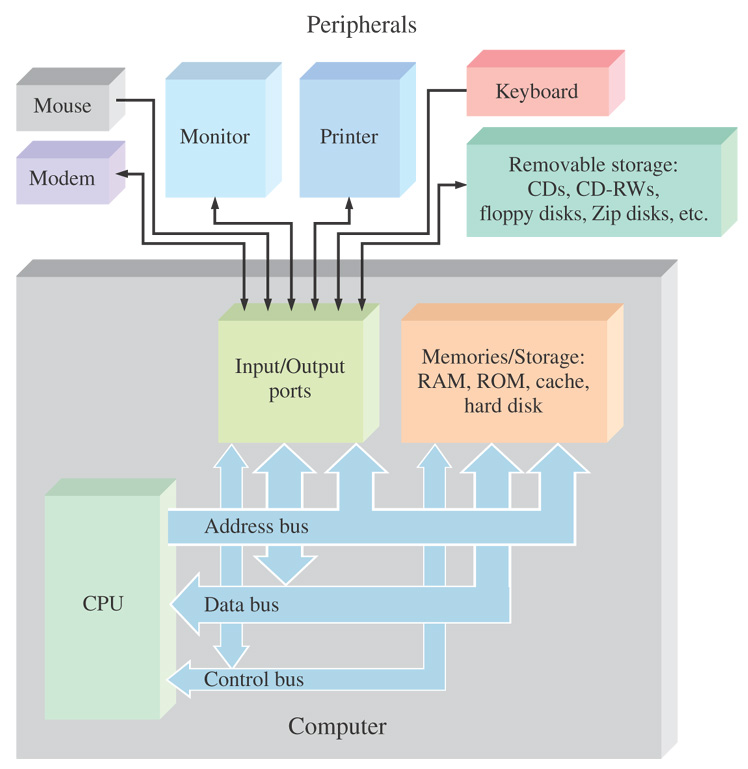 Peripherals
Mouse
Modem
Monitor
Printer
Keyboard
Removable storage:
CDs, CD-RWs,
floppy disks, Zip disks, etc.
Input/Output
ports
Memories/Storage:
RAM, ROM, cache,
hard disk
CPU
Address bus
Data bus
Control bus
Computer